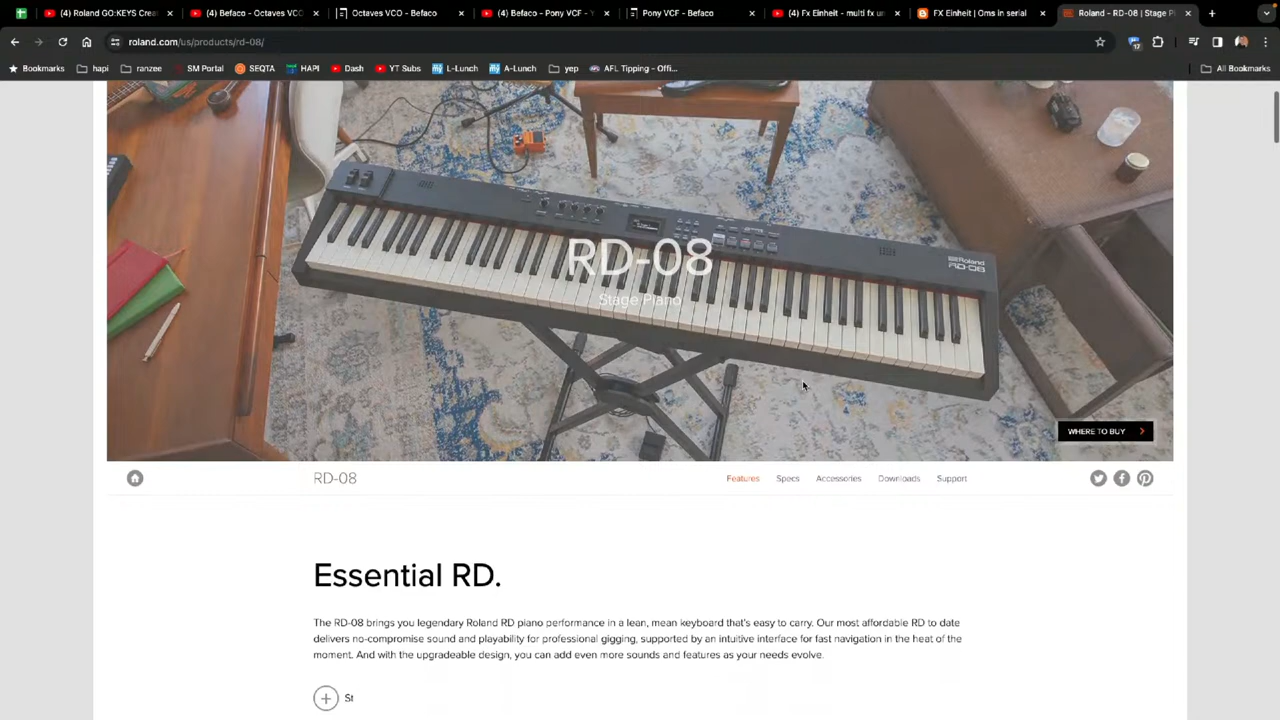 (4) Roland GO:KEYS Crea
(4) Befaco - Octaves VCO
Octaves VCO - Befaco
(4) Befaco - Pony VCF - Y
Pony VCF - Befaco
(4) Fx Einheit - multi fx un
FX Einheit | Oms in serial
Roland - RD-08 | Stage P
roland.com/us/products/rd-08/
17
Bookmarks
hapi
ranzee
SM Portal
SEQTA
HAPI
Dash
YT Subs
L-Lunch
A-Lunch
yep
AFL Tipping - Offi...
All Bookmarks
Roland
RD-08
RD-08
Stage Piano
WHERE TO BUY
RD-08
Features
Specs
Accessories
Downloads
Support
Essential RD.
The RD-08 brings you legendary Roland RD piano performance in a lean, mean keyboard that's easy to carry. Our most affordable RD to date
delivers no-compromise sound and playability for professional gigging, supported by an intuitive interface for fast navigation in the heat of the
moment. And with the upgradeable design, you can add even more sounds and features as your needs evolve.
St